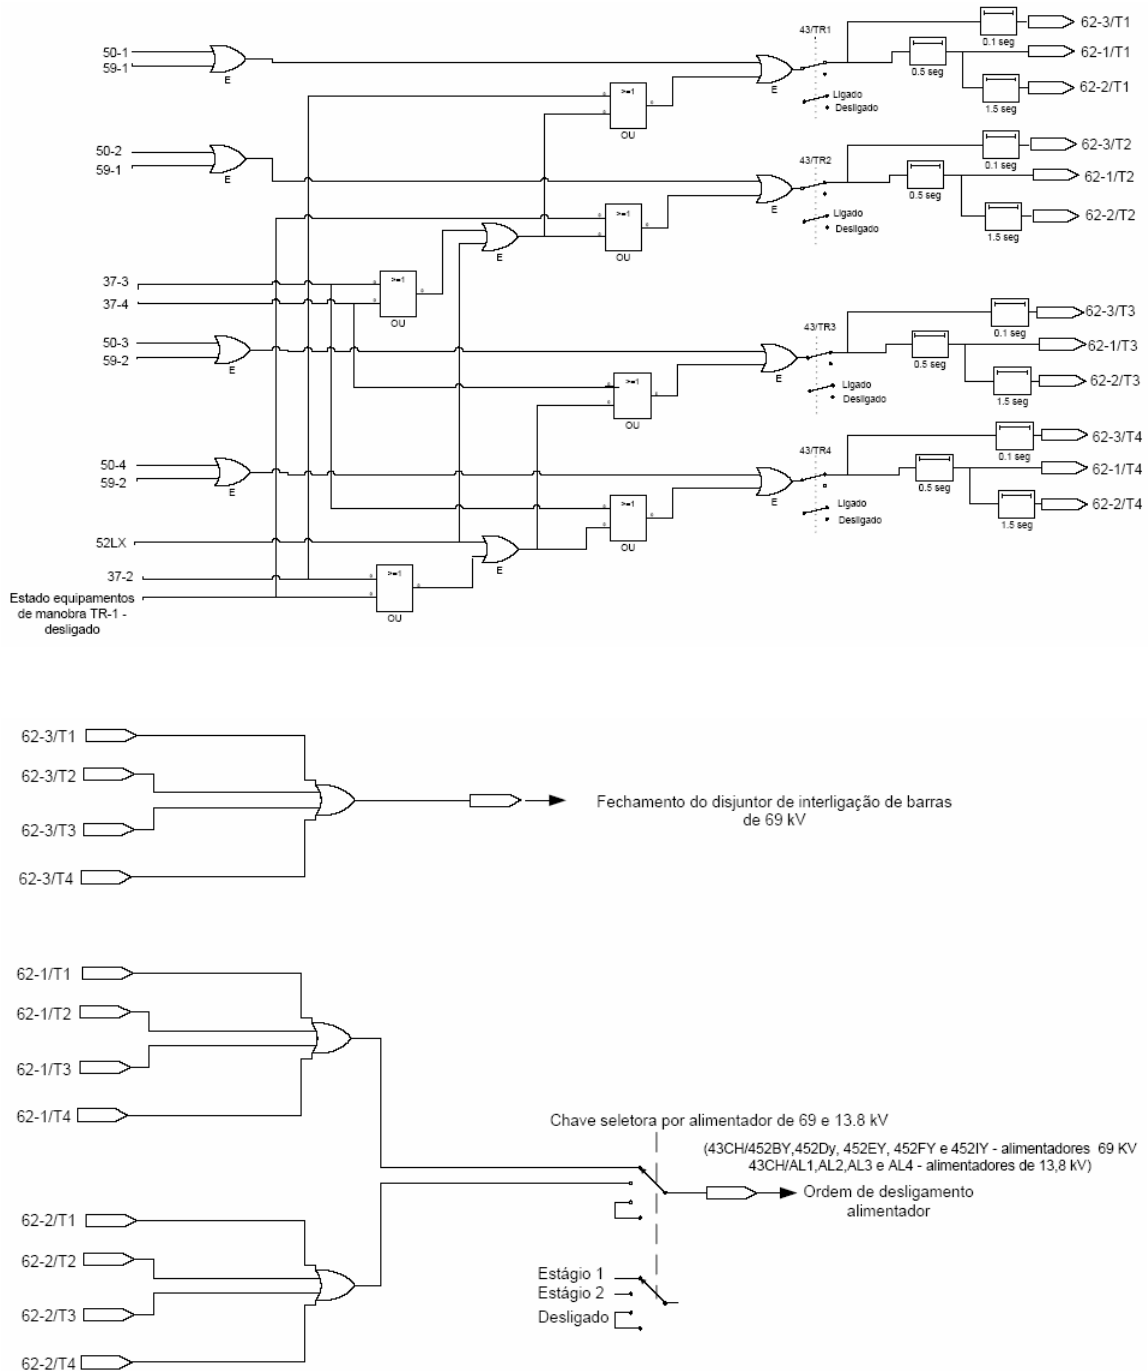 62-3/T1
43/TR1
0.1 seg
50-1
59-1
E
62-1/T1
0.5 seg
E
>=1
OU
Ligado
Desligado
62-2/T1
1.5 seg
50-2
59-1
E
62-3/T2
43/TR2
0.1 seg
62-1/T2
0.5 seg
E
>=1
OU
Ligado
Desligado
62-2/T2
1.5 seg
E
37-3
37-4
>=1
OU
62-3/T3
43/TR3
0.1 seg
50-3
59-2
E
62-1/T3
0.5 seg
E
>=1
OU
Ligado
Desligado
62-2/T3
1.5 seg
62-3/T4
43/TR4
0.1 seg
50-4
59-2
E
62-1/T4
0.5 seg
E
>=1
OU
Ligado
Desligado
62-2/T4
1.5 seg
52LX
E
37-2
>=1
OU
Estado equipamentos
de manobra TR-1 -
desligado
62-3/T1
62-3/T2
62-3/T3
62-3/T4
Fechamento do disjuntor de interligação de barras
de 69 kV
62-1/T1
62-1/T2
62-1/T3
62-1/T4
Chave seletora por alimentador de 69 e 13.8 kV
(43CH/452BY,452Dy, 452EY, 452FY e 452IY - alimentadores 69 KV
43CH/AL1,AL2,AL3 e AL4 - alimentadores de 13,8 kV)
Ordem de desligamento
alimentador
62-2/T1
62-2/T2
62-2/T3
62-2/T4
Estágio 1
Estágio 2
Desligado